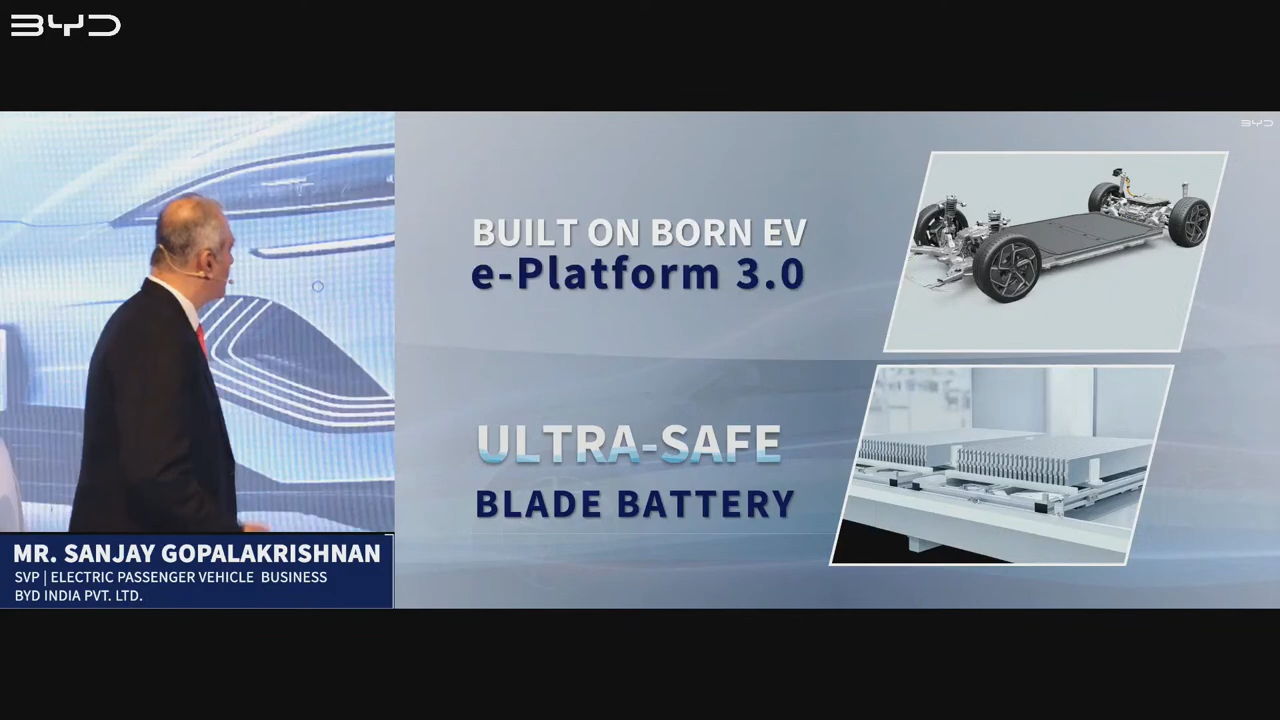 BYD
BYD
BUILT ON BORN EV
e-Platform 3.0
ULTRA-SAFE
BLADE BATTERY
MR. SANJAY GOPALAKRISHNAN
SVP | ELECTRIC PASSENGER VEHICLE BUSINESS
BYD INDIA PVT. LTD.